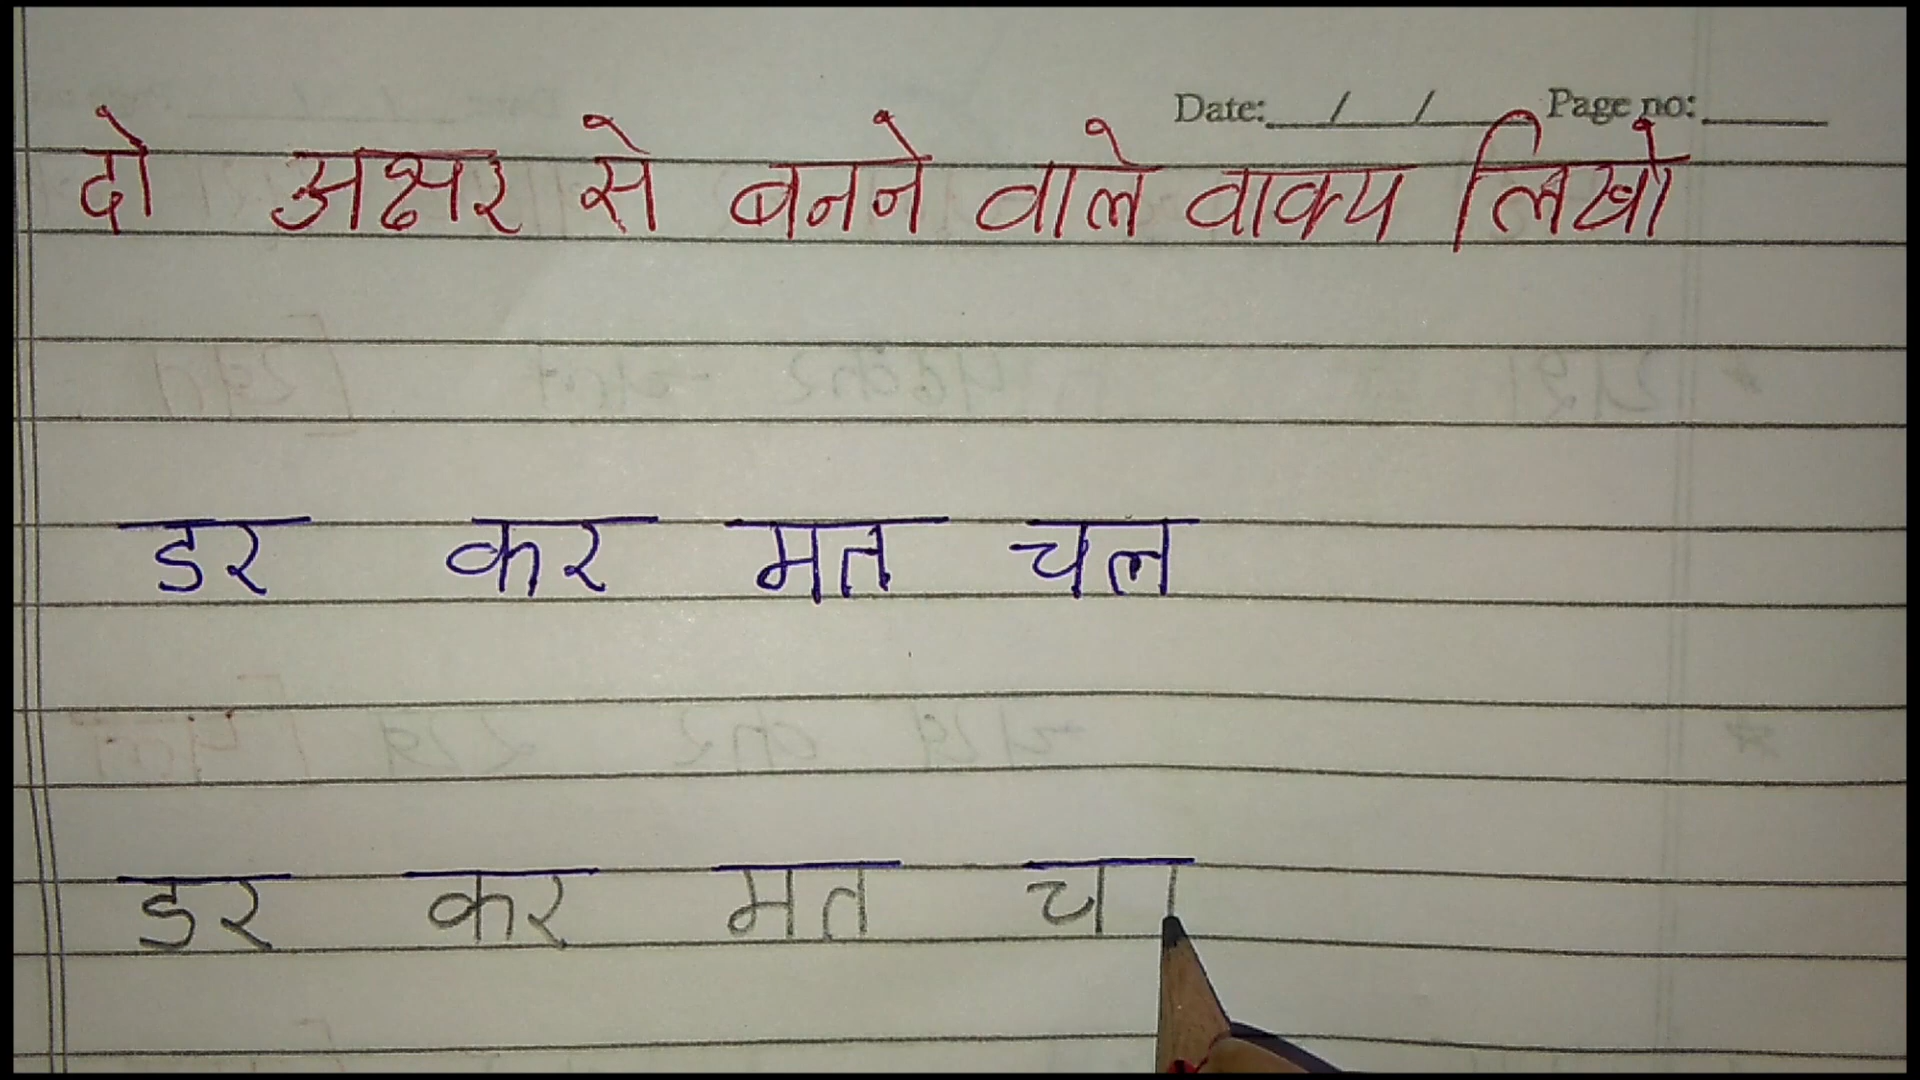 Date: / / Page no:
दो अक्षर से बनने वाले वाक्य लिखो
डर कर मत चल
डर कर मत च